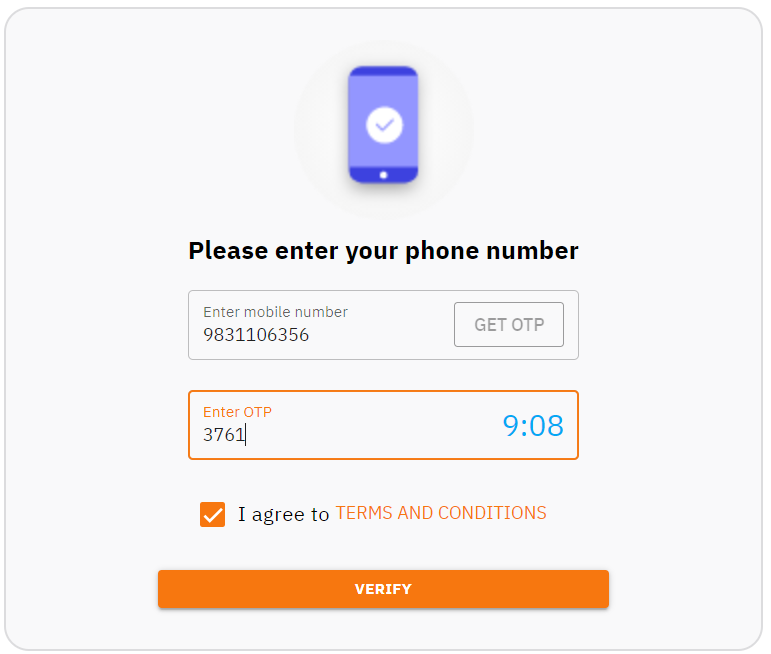 Please enter your phone number
Enter mobile number
9831106356
GET OTP
Enter OTP
3761
9:08
I agree to TERMS AND CONDITIONS
VERIFY